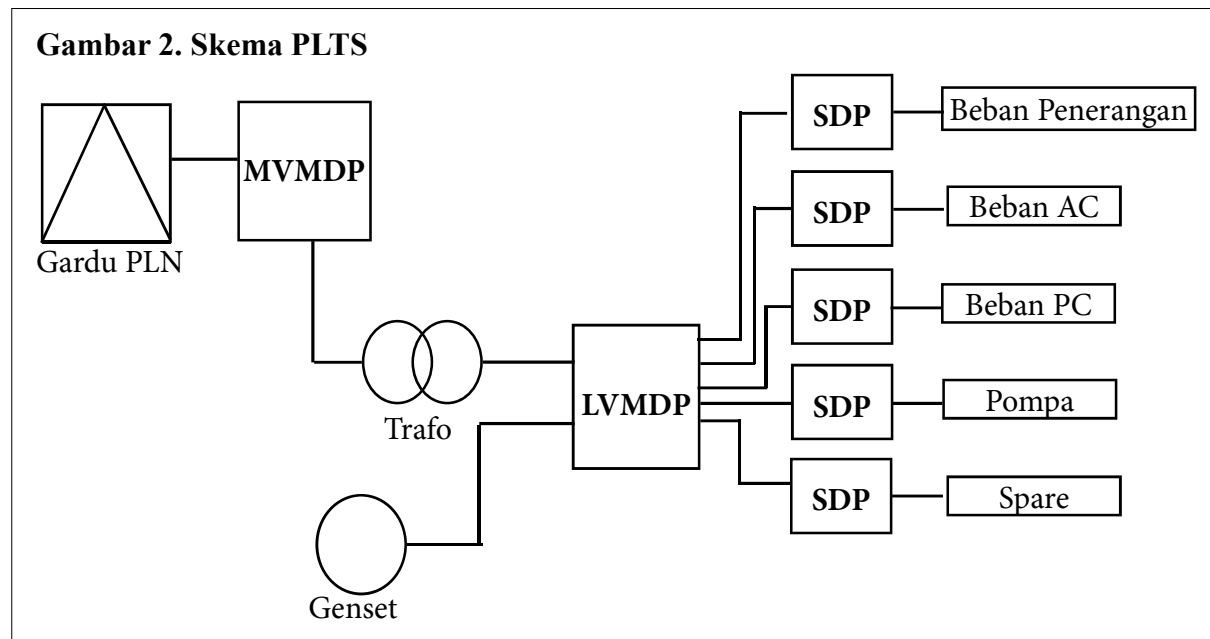 Gambar 2. Skema PLTS
Gardu PLN
MVMDP
Trafo
Genset
LVMDP
SDP
Beban Penerangan
SDP
Beban AC
SDP
Beban PC
SDP
Pompa
SDP
Spare